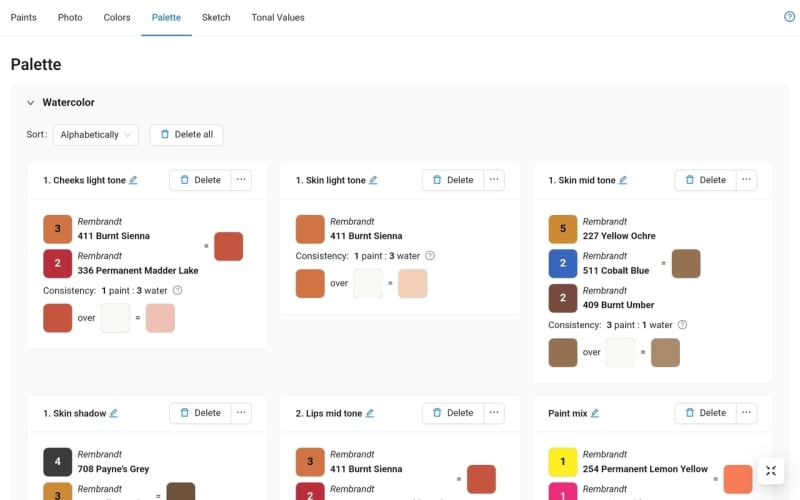 Paints Photo Colors Palette Sketch Tonal Values
Palette
Watercolor
Sort: Alphabetically Delete all
1. Cheeks light tone Delete
3 Rembrandt
411 Burnt Sienna
=
2 Rembrandt
336 Permanent Madder Lake
Consistency: 1 paint : 3 water
over =
1. Skin light tone Delete
Rembrandt
411 Burnt Sienna
Consistency: 1 paint : 3 water
over =
1. Skin mid tone Delete
5 Rembrandt
227 Yellow Ochre
2 Rembrandt
511 Cobalt Blue
=
2 Rembrandt
409 Burnt Umber
Consistency: 3 paint : 1 water
over =
1. Skin shadow Delete
4 Rembrandt
708 Payne's Grey
3
=
2. Lips mid tone Delete
3 Rembrandt
411 Burnt Sienna
=
2 Rembrandt
Paint mix Delete
1 Rembrandt
254 Permanent Lemon Yellow
=
1 Rembrandt